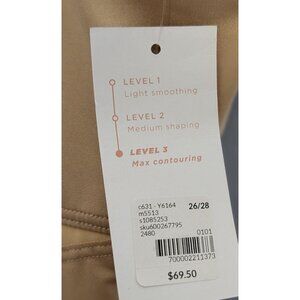 LEVEL 1
Light smoothing
LEVEL 2
Medium shaping
LEVEL 3
Max contouring
c631 - Y6164 26/28
m5513
s1085253
sku600267795
2480 0101
700002211373
$69.50